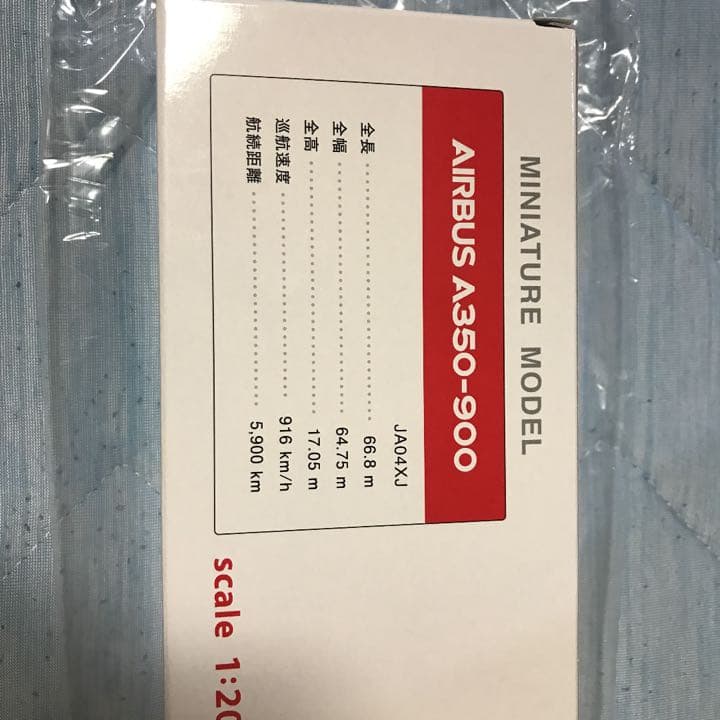 MINIATURE MODEL
AIRBUS A350-900
JA04XJ
全長 66.8 m
全幅 64.75 m
全高 17.05 m
巡航速度 916 km/h
航続距離 5,900 km
scale 1:20